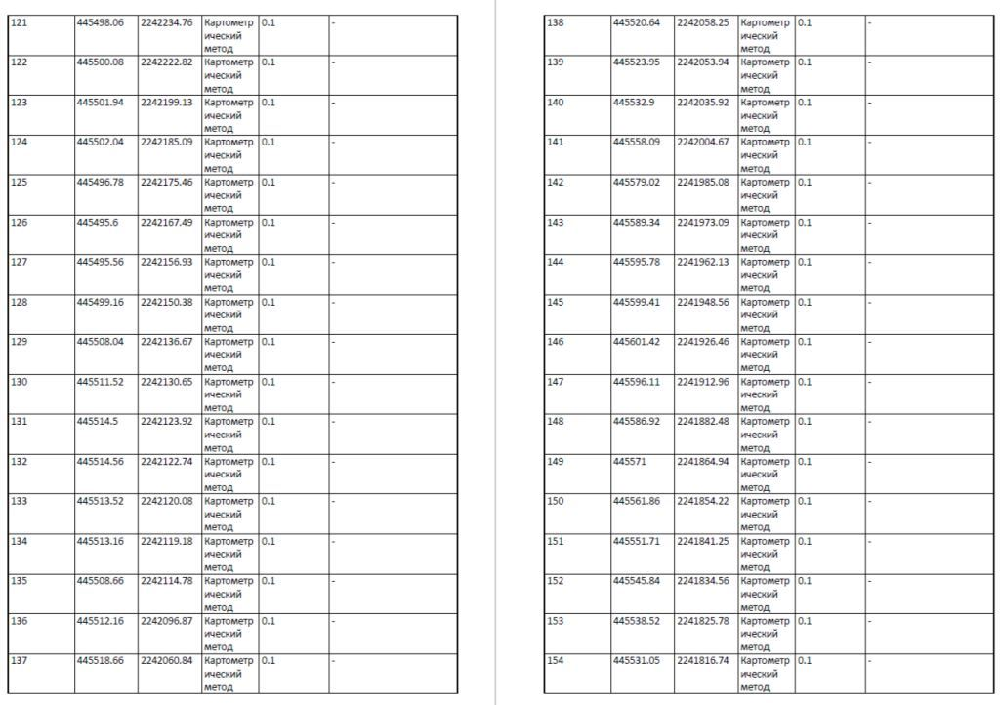 121 445498.06 2242234.76 Картометр 0.1 -
ический
метод
122 445500.08 2242222.82 Картометр 0.1 -
ический
метод
123 445501.94 2242199.13 Картометр 0.1 -
ический
метод
124 445502.04 2242185.09 Картометр 0.1 -
ический
метод
125 445496.78 2242175.46 Картометр 0.1 -
ический
метод
126 445495.6 2242167.49 Картометр 0.1 -
ический
метод
127 445495.56 2242156.93 Картометр 0.1 -
ический
метод
128 445499.16 2242150.38 Картометр 0.1 -
ический
метод
129 445508.04 2242136.67 Картометр 0.1 -
ический
метод
130 445511.52 2242130.65 Картометр 0.1 -
ический
метод
131 445514.5 2242123.92 Картометр 0.1 -
ический
метод
132 445514.56 2242122.74 Картометр 0.1 -
ический
метод
133 445513.52 2242120.08 Картометр 0.1 -
ический
метод
134 445513.16 2242119.18 Картометр 0.1 -
ический
метод
135 445508.66 2242114.78 Картометр 0.1 -
ический
метод
136 445512.16 2242096.87 Картометр 0.1 -
ический
метод
137 445518.66 2242060.84 Картометр 0.1 -
ический
метод
138 445520.64 2242058.25 Картометр 0.1 -
ический
метод
139 445523.95 2242053.94 Картометр 0.1 -
ический
метод
140 445532.9 2242035.92 Картометр 0.1 -
ический
метод
141 445558.09 2242004.67 Картометр 0.1 -
ический
метод
142 445579.02 2241985.08 Картометр 0.1 -
ический
метод
143 445589.34 2241973.09 Картометр 0.1 -
ический
метод
144 445595.78 2241962.13 Картометр 0.1 -
ический
метод
145 445599.41 2241948.56 Картометр 0.1 -
ический
метод
146 445601.42 2241926.46 Картометр 0.1 -
ический
метод
147 445596.11 2241912.96 Картометр 0.1 -
ический
метод
148 445586.92 2241882.48 Картометр 0.1 -
ический
метод
149 445571 2241864.94 Картометр 0.1 -
ический
метод
150 445561.86 2241854.22 Картометр 0.1 -
ический
метод
151 445551.71 2241841.25 Картометр 0.1 -
ический
метод
152 445545.84 2241834.56 Картометр 0.1 -
ический
метод
153 445538.52 2241825.78 Картометр 0.1 -
ический
метод
154 445531.05 2241816.74 Картометр 0.1 -
ический
метод